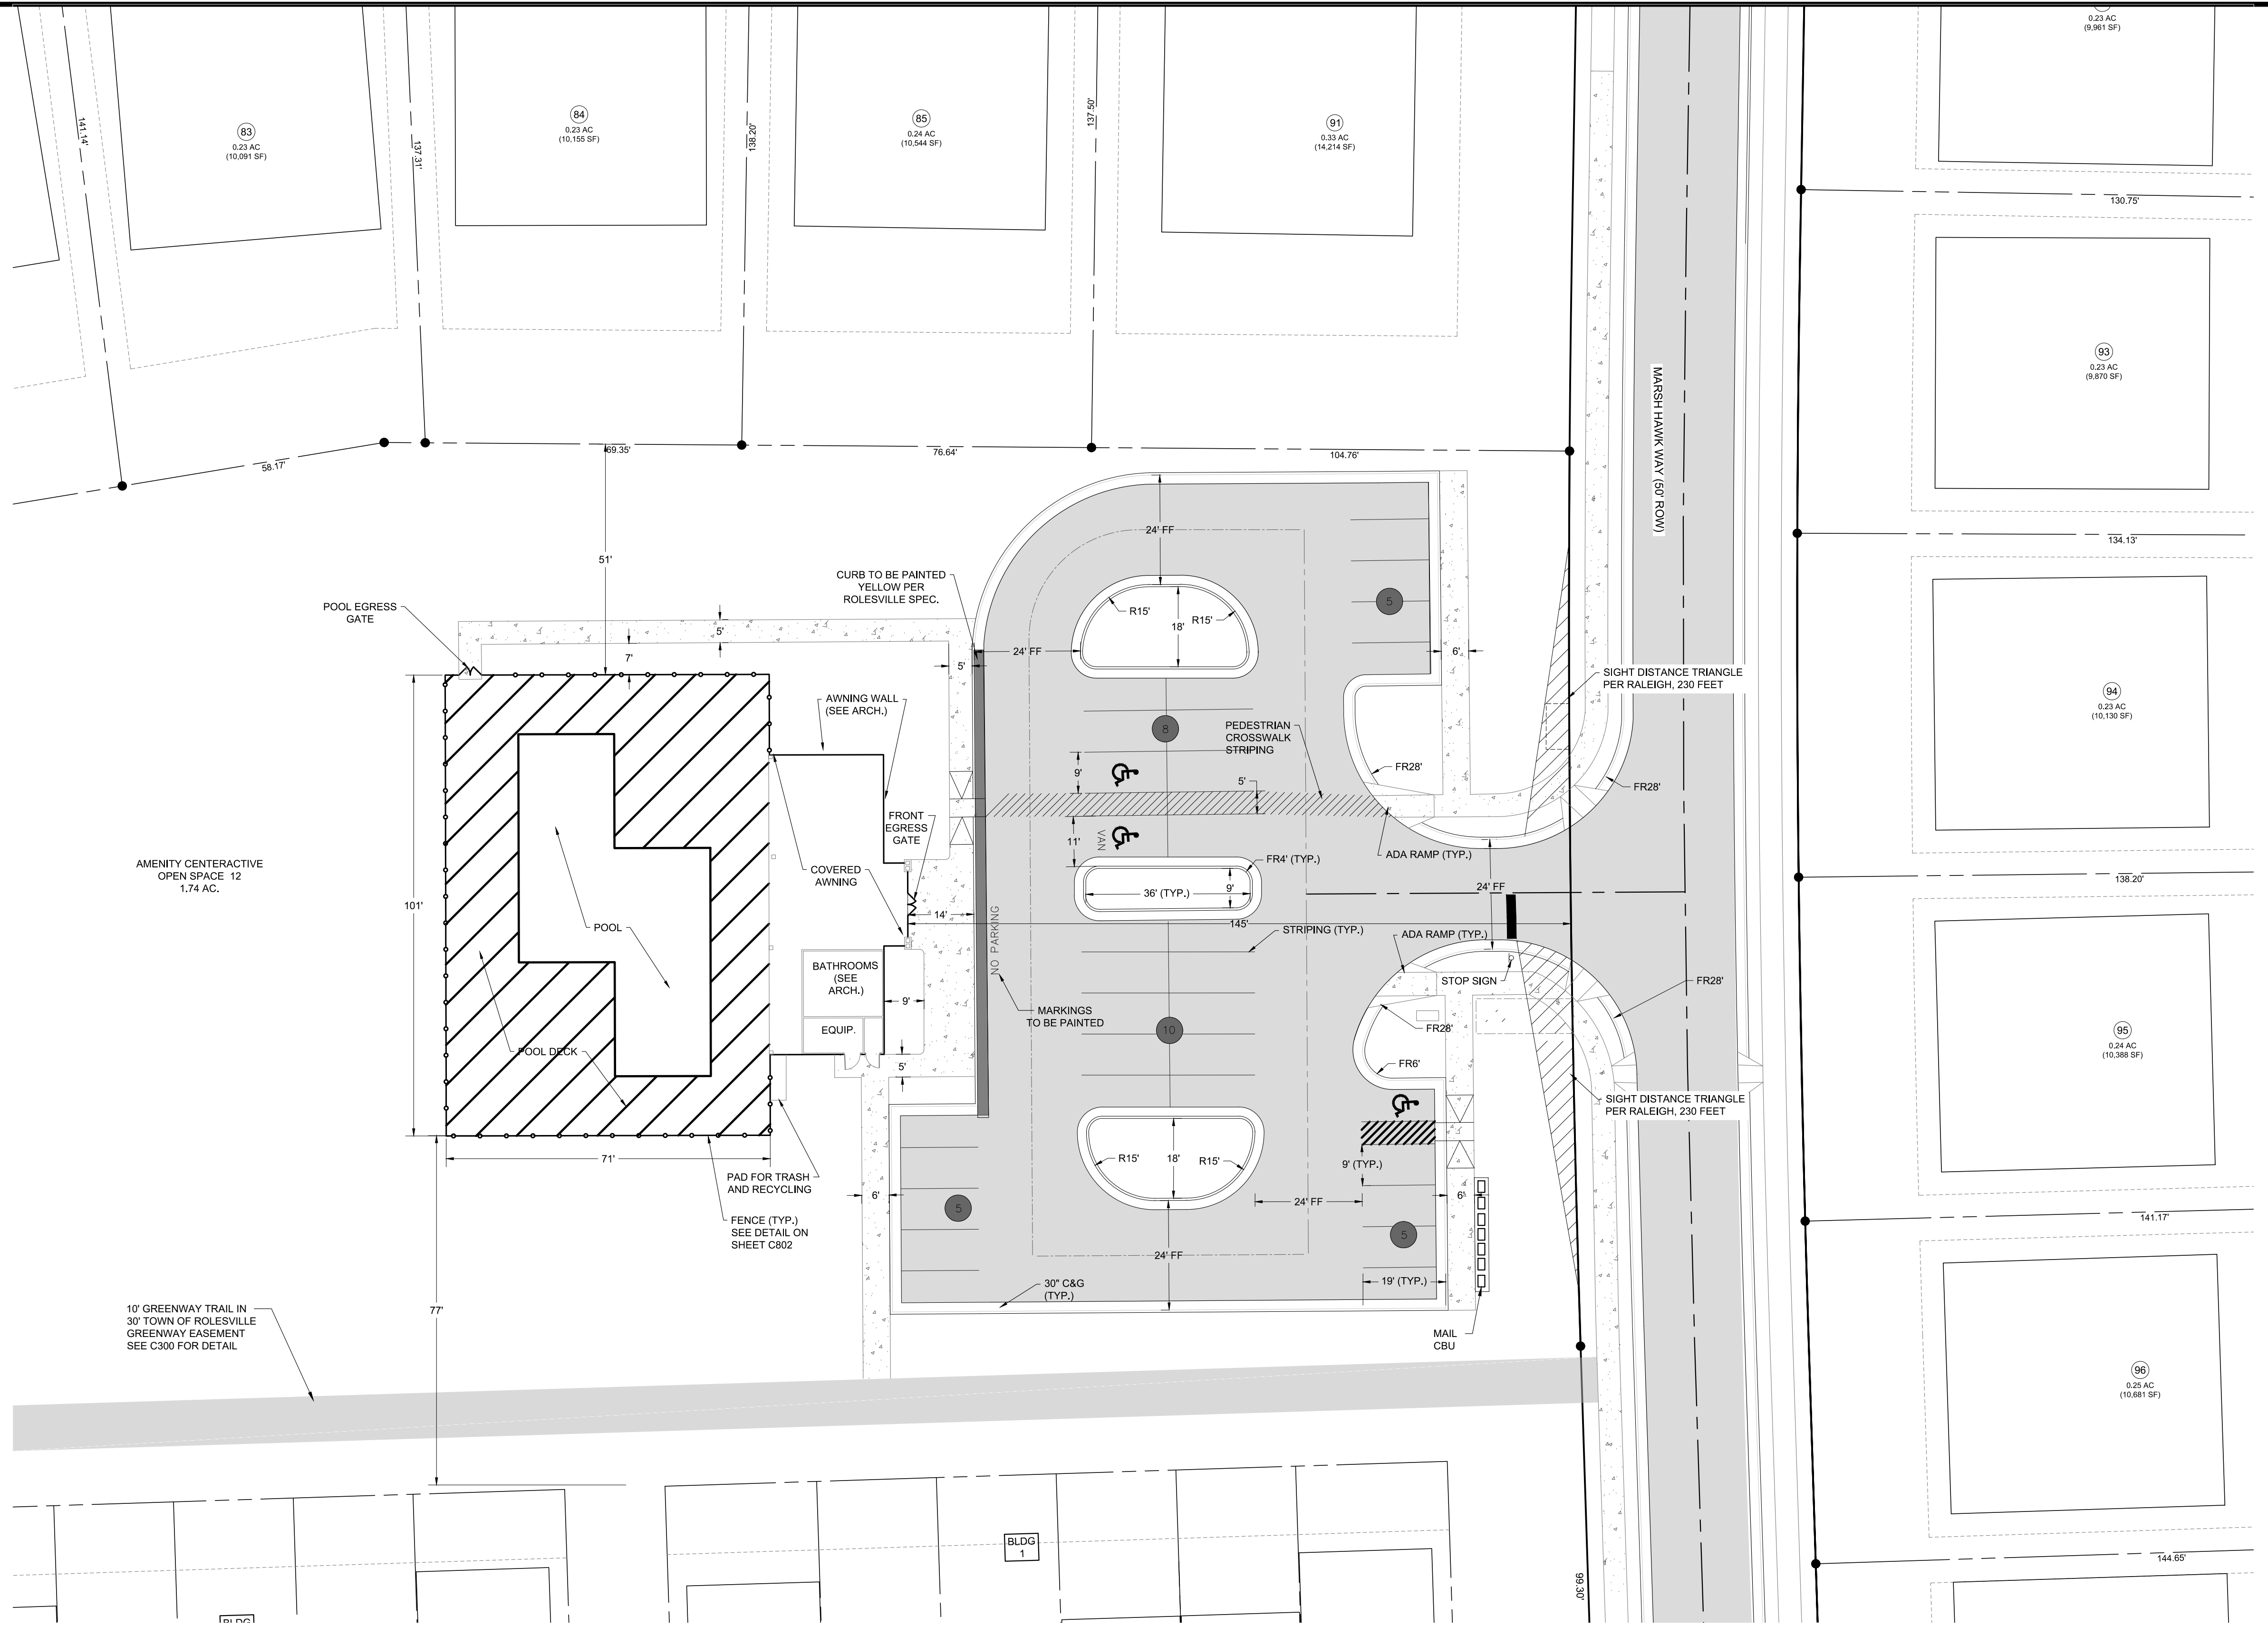 0.23 AC
(9,961 SF)
83
0.23 AC
(10,091 SF)
84
0.23 AC
(10,155 SF)
85
0.24 AC
(10,544 SF)
91
0.33 AC
(14,214 SF)
141.14'
137.31'
138.20'
137.50'
130.75'
93
0.23 AC
(9,870 SF)
MARSH HAWK WAY (50' ROW)
58.17'
69.35'
76.64'
104.76'
134.13'
51'
24' FF
CURB TO BE PAINTED
YELLOW PER
ROLESVILLE SPEC.
POOL EGRESS
GATE
R15'
18'
R15'
5
5'
7'
5'
24' FF
6'
SIGHT DISTANCE TRIANGLE
PER RALEIGH, 230 FEET
94
0.23 AC
(10,130 SF)
AWNING WALL
(SEE ARCH.)
8
PEDESTRIAN
CROSSWALK
STRIPING
9'
5'
FR28'
FR28'
FRONT
EGRESS
GATE
11'
VAN
ADA RAMP (TYP.)
AMENITY CENTERACTIVE
OPEN SPACE 12
1.74 AC.
COVERED
AWNING
FR4' (TYP.)
36' (TYP.)
9'
24' FF
138.20'
101'
14'
145'
POOL
NO PARKING
STRIPING (TYP.)
ADA RAMP (TYP.)
BATHROOMS
(SEE
ARCH.)
9'
STOP SIGN
FR28'
MARKINGS
TO BE PAINTED
EQUIP.
10
FR28'
95
0.24 AC
(10,388 SF)
POOL DECK
5'
FR6'
SIGHT DISTANCE TRIANGLE
PER RALEIGH, 230 FEET
71'
R15'
18'
R15'
9' (TYP.)
PAD FOR TRASH
AND RECYCLING
6'
5
24' FF
6'
141.17'
FENCE (TYP.)
SEE DETAIL ON
SHEET C802
5
24' FF
30" C&G
(TYP.)
19' (TYP.)
77'
10' GREENWAY TRAIL IN
30' TOWN OF ROLESVILLE
GREENWAY EASEMENT
SEE C300 FOR DETAIL
MAIL
CBU
96
0.25 AC
(10,681 SF)
BLDG
1
144.65'
99.30'
BLDG